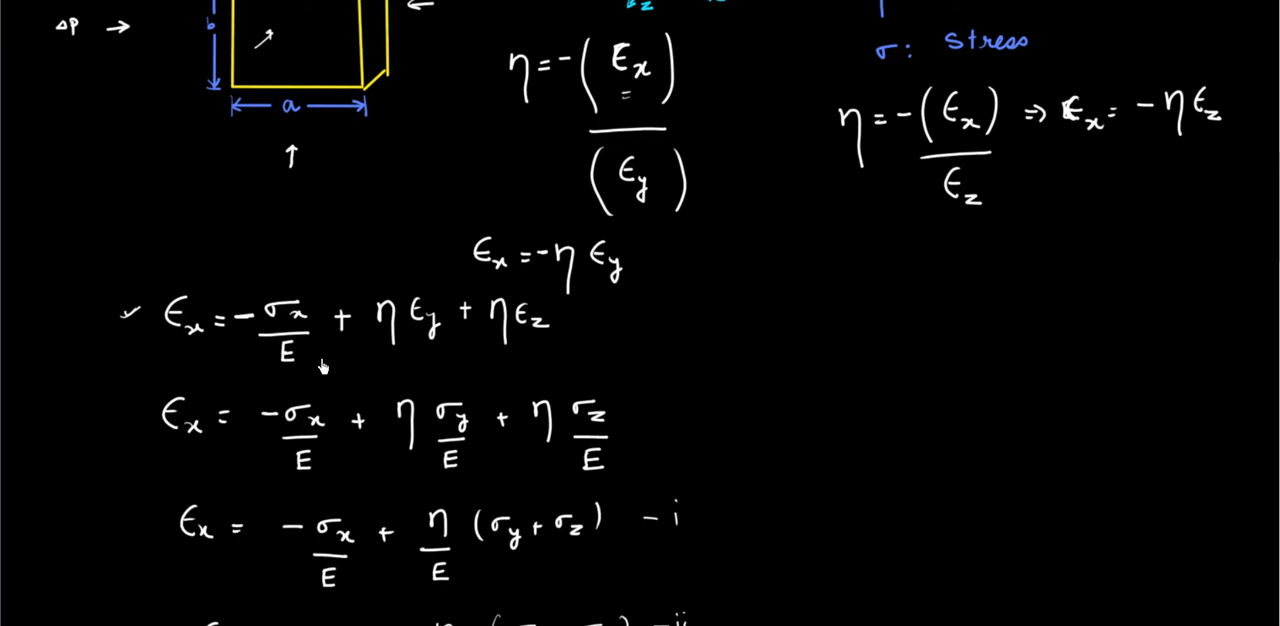 ΔP →
b
a
σ : Stress
η = -(ϵx) / (ϵy)
η = -(ϵx) / ϵz ⇒ ϵx = -η ϵz
ϵx = -η ϵy
✓ ϵx = -σx/E + η ϵy + η ϵz
ϵx = -σx/E + η σy/E + η σz/E
ϵx = -σx/E + η/E (σy + σz) - i